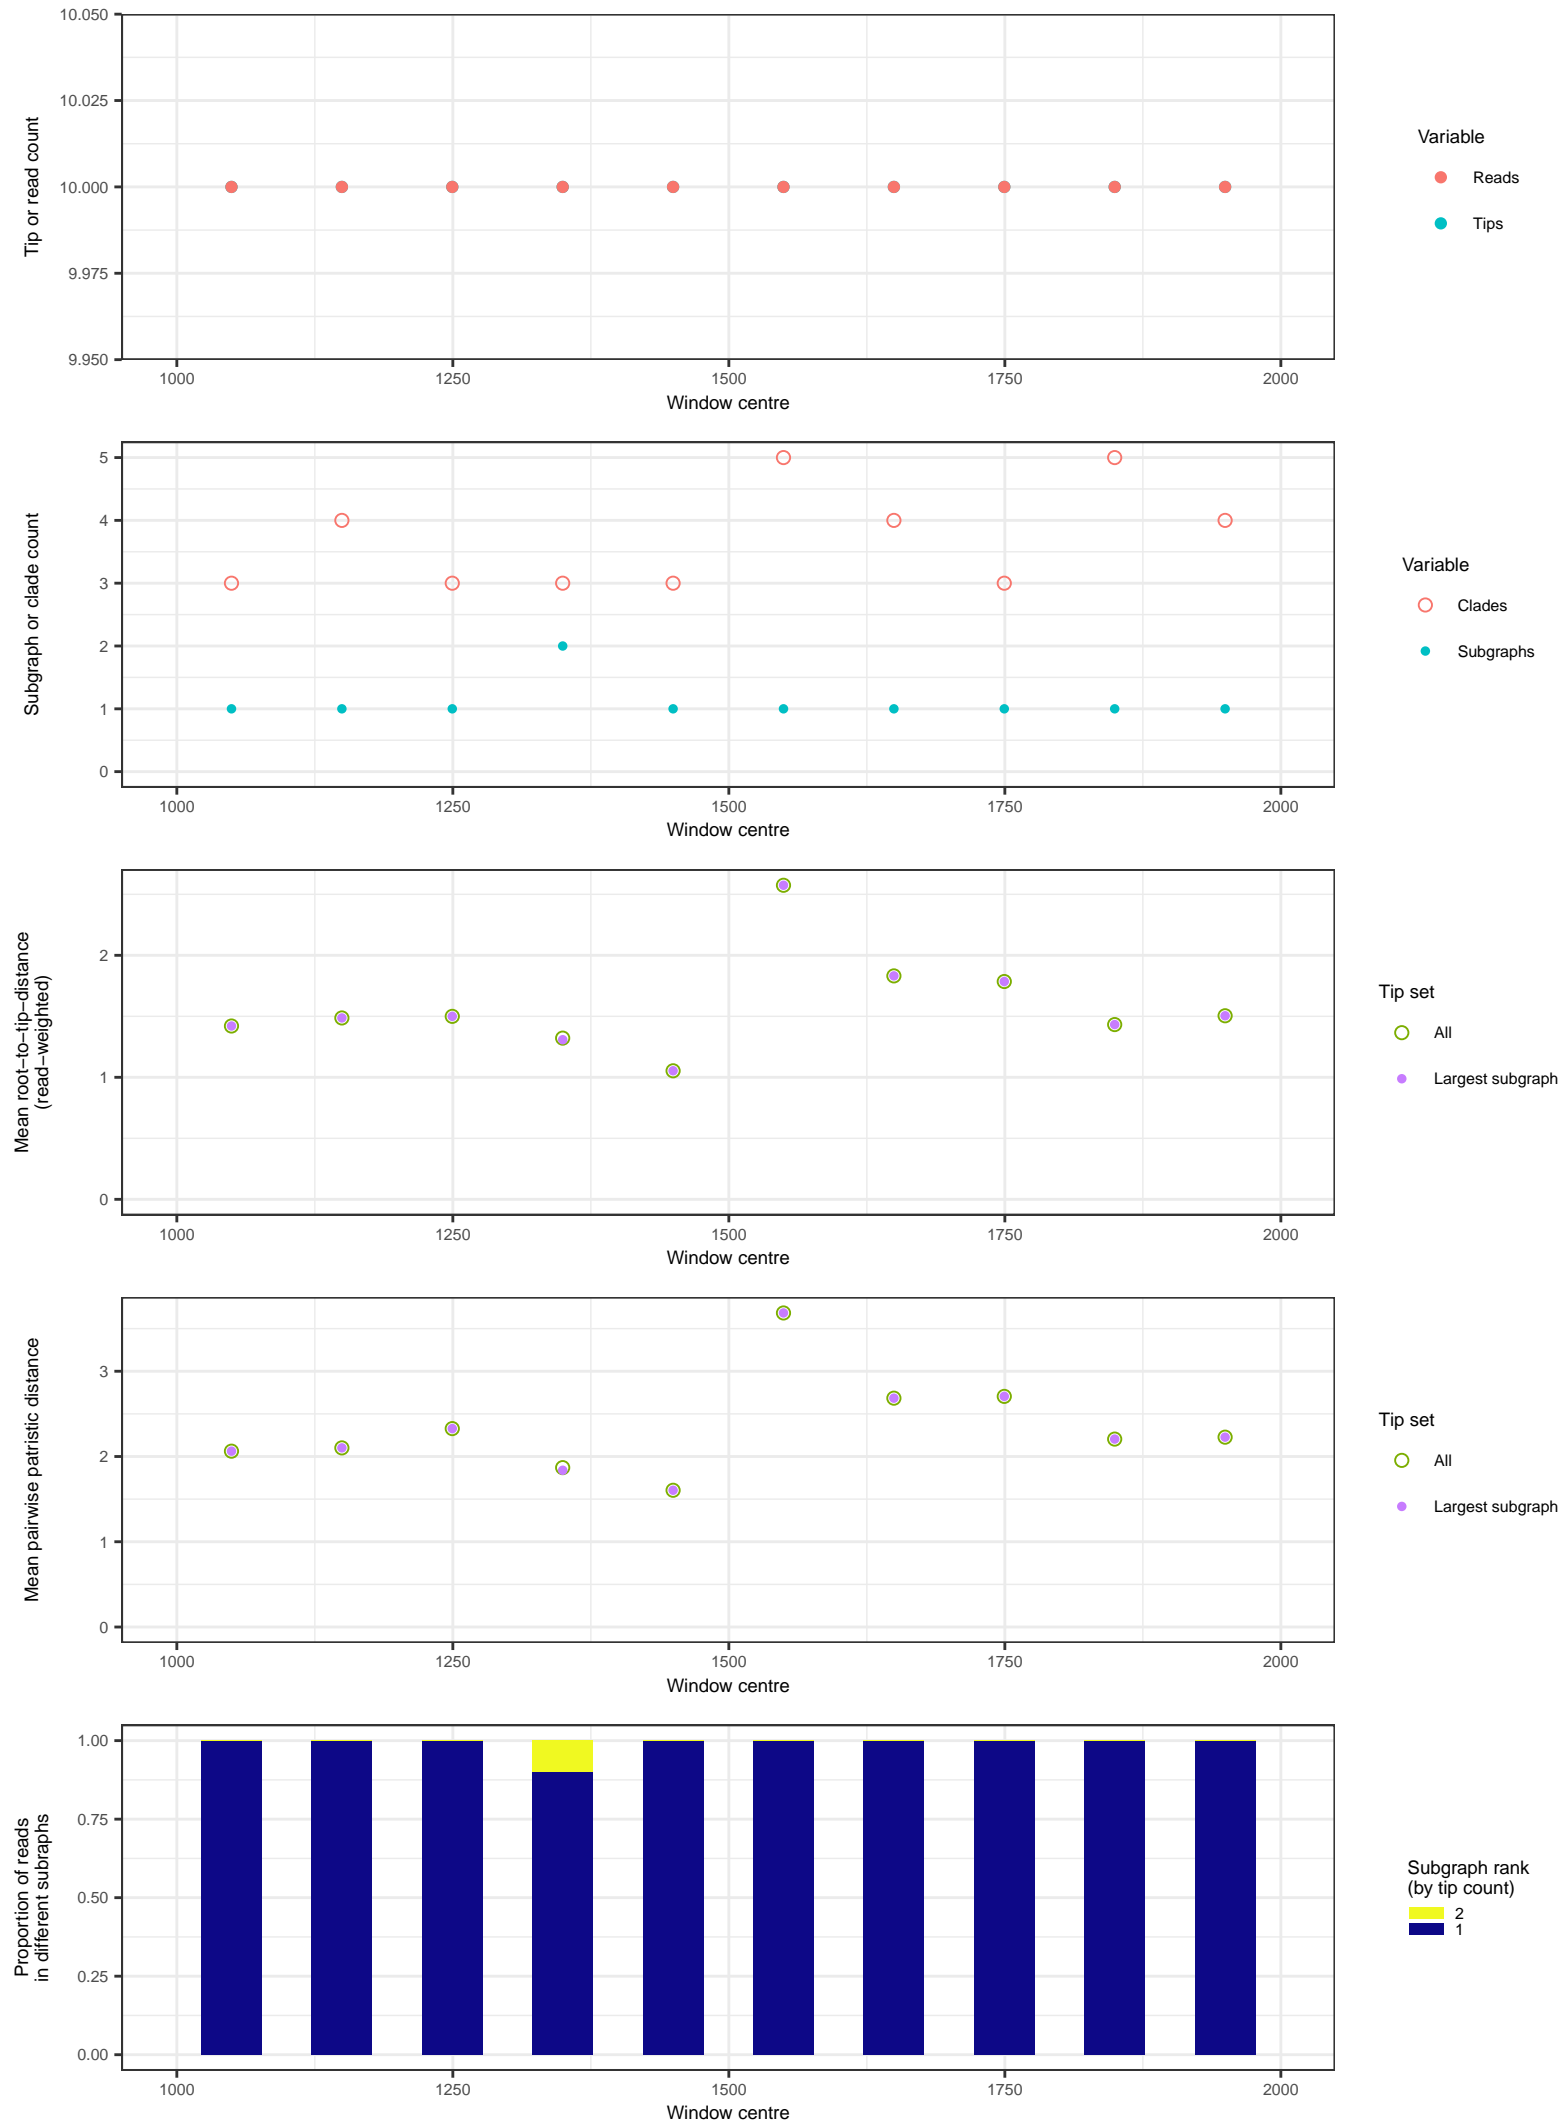 10.050
10.025
10.000
9.975
9.950
Tip or read count
1000 1250 1500 1750 2000
Window centre
Variable
Reads
Tips
5
4
3
2
1
0
Subgraph or clade count
1000 1250 1500 1750 2000
Window centre
Variable
Clades
Subgraphs
2
1
0
Mean root−to−tip−distance
(read−weighted)
1000 1250 1500 1750 2000
Window centre
Tip set
All
Largest subgraph
3
2
1
0
Mean pairwise patristic distance
1000 1250 1500 1750 2000
Window centre
Tip set
All
Largest subgraph
1.00
0.75
0.50
0.25
0.00
Proportion of reads
in different subraphs
1000 1250 1500 1750 2000
Window centre
Subgraph rank
(by tip count)
2
1